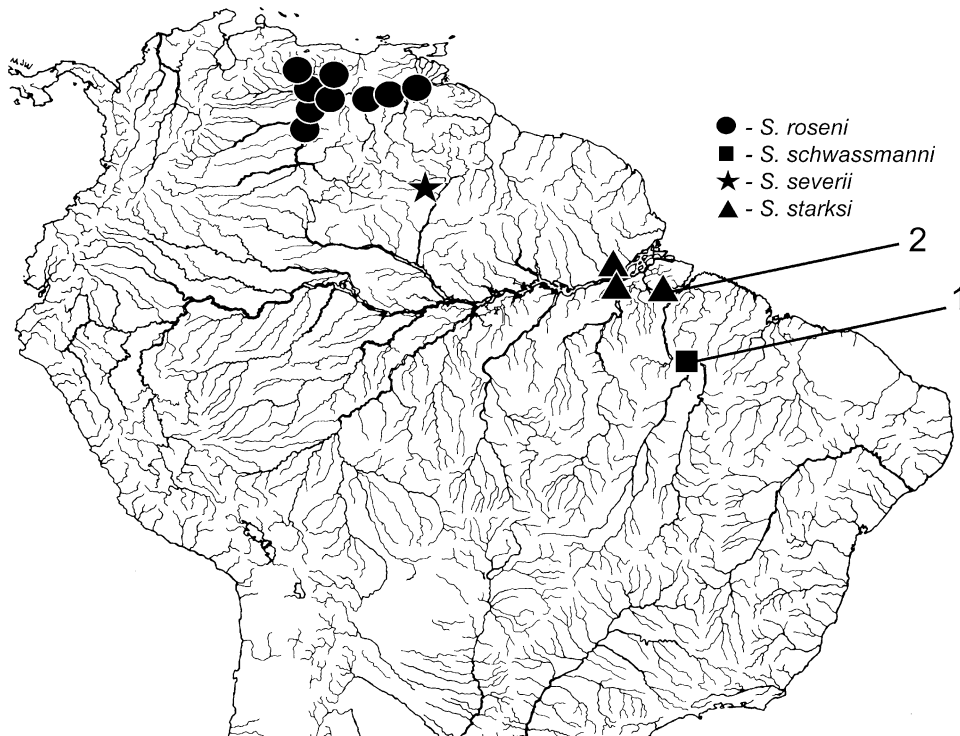 - S. roseni
- S. schwassmanni
- S. severii
- S. starksi
2
1